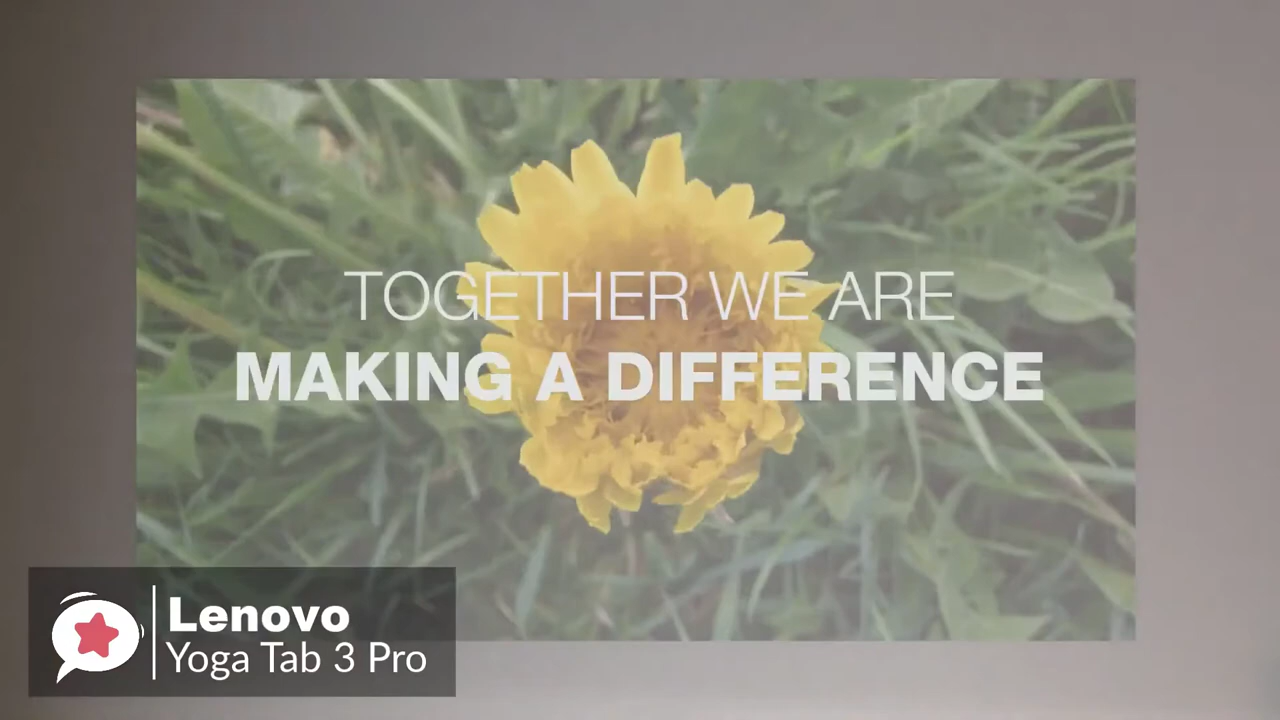 TOGETHER WE ARE
MAKING A DIFFERENCE
Lenovo
Yoga Tab 3 Pro